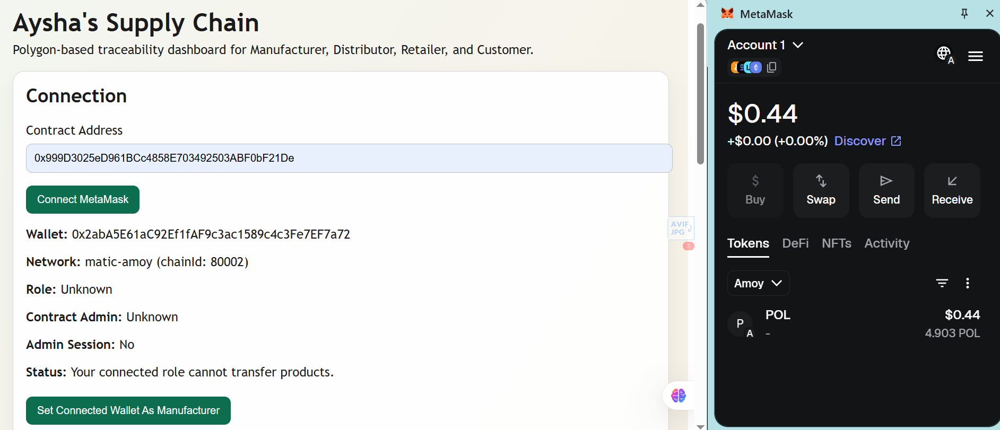 Aysha's Supply Chain
Polygon-based traceability dashboard for Manufacturer, Distributor, Retailer, and Customer.
Connection
Contract Address
0x999D3025eD961BCc4858E703492503ABF0bF21De
Connect MetaMask
Wallet: 0x2abA5E61aC92Ef1fAF9c3ac1589c4c3Fe7EF7a72
Network: matic-amoy (chainId: 80002)
Role: Unknown
Contract Admin: Unknown
Admin Session: No
Status: Your connected role cannot transfer products.
Set Connected Wallet As Manufacturer
AVIF
JPG
X
MetaMask
Account 1
A
$0.44
+$0.00 (+0.00%) Discover
Buy
Swap
Send
Receive
Tokens DeFi NFTs Activity
Amoy
P
A
POL
-
$0.44
4.903 POL